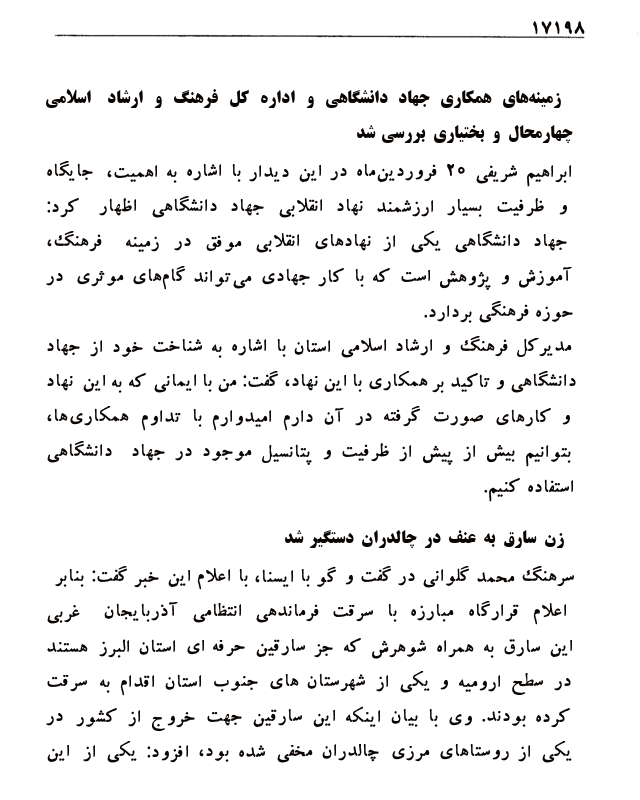 ۱۷۱۹۸
زمینه‌های همکاری جهاد دانشگاهی و اداره کل فرهنگ و ارشاد اسلامی
چهارمحال و بختیاری بررسی شد
ابراهیم شریفی ۲۰ فروردین‌ماه در این دیدار با اشاره به اهمیت، جایگاه
و ظرفیت بسیار ارزشمند نهاد انقلابی جهاد دانشگاهی اظهار کرد:
جهاد دانشگاهی یکی از نهادهای انقلابی موفق در زمینه فرهنگ،
آموزش و پژوهش است که با کار جهادی می‌تواند گام‌های موثری در
حوزه فرهنگی بردارد.
مدیرکل فرهنگ و ارشاد اسلامی استان با اشاره به شناخت خود از جهاد
دانشگاهی و تاکید بر همکاری با این نهاد، گفت: من با ایمانی که به این نهاد
و کارهای صورت گرفته در آن دارم امیدوارم با تداوم همکاری‌ها،
بتوانیم بیش از پیش از ظرفیت و پتانسیل موجود در جهاد دانشگاهی
استفاده کنیم.
زن سارق به عنف در چالدران دستگیر شد
سرهنگ محمد گلوانی در گفت و گو با ایسنا، با اعلام این خبر گفت: بنابر
اعلام قرارگاه مبارزه با سرقت فرماندهی انتظامی آذربایجان غربی
این سارق به همراه شوهرش که جز سارقین حرفه ای استان البرز هستند
در سطح ارومیه و یکی از شهرستان های جنوب استان اقدام به سرقت
کرده بودند. وی با بیان اینکه این سارقین جهت خروج از کشور در
یکی از روستاهای مرزی چالدران مخفی شده بود، افزود: یکی از این